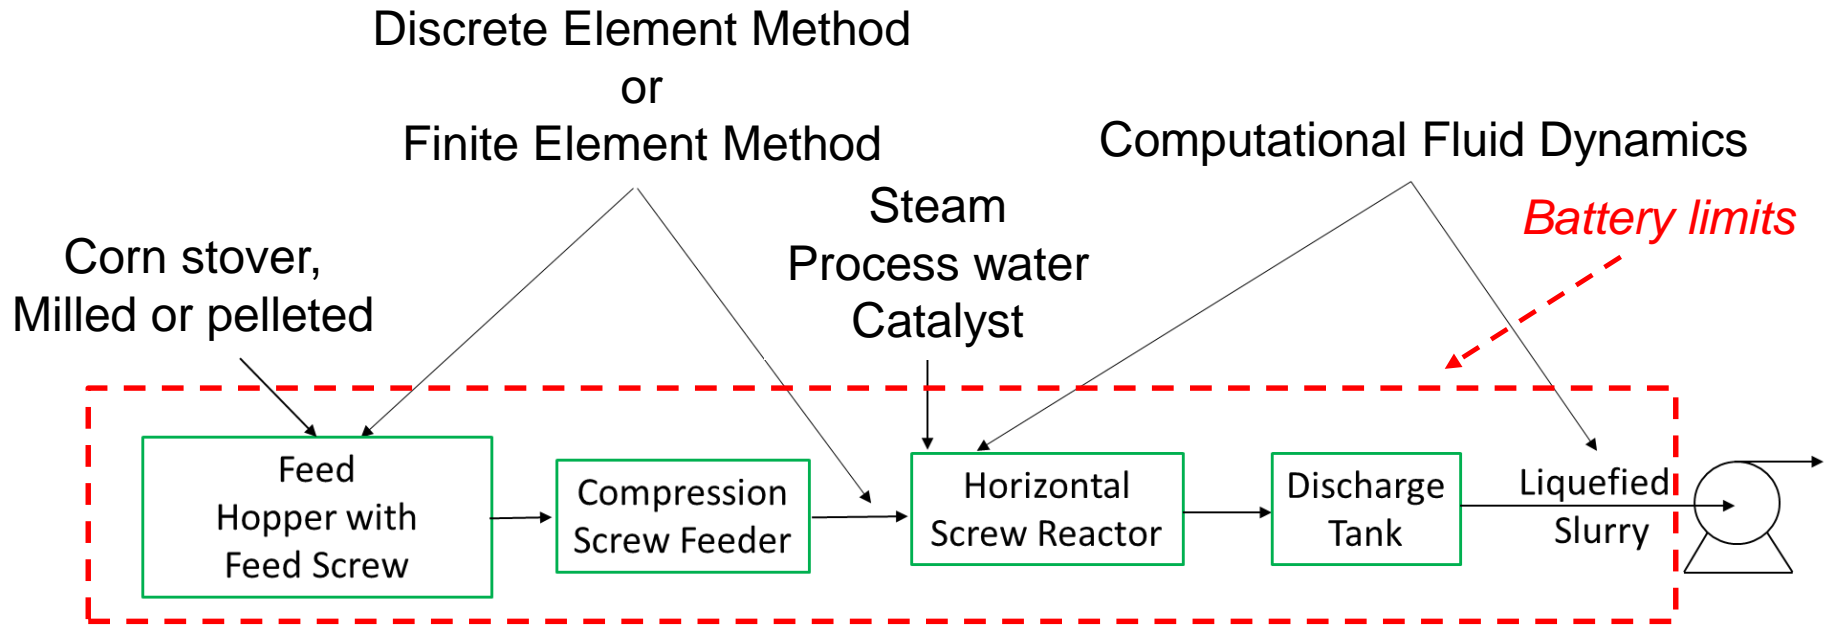 Discrete Element Method
or
Finite Element Method
Computational Fluid Dynamics
Steam
Process water
Catalyst
Battery limits
Corn stover,
Milled or pelleted
Feed
Hopper with
Feed Screw
Compression
Screw Feeder
Horizontal
Screw Reactor
Discharge
Tank
Liquefied
Slurry